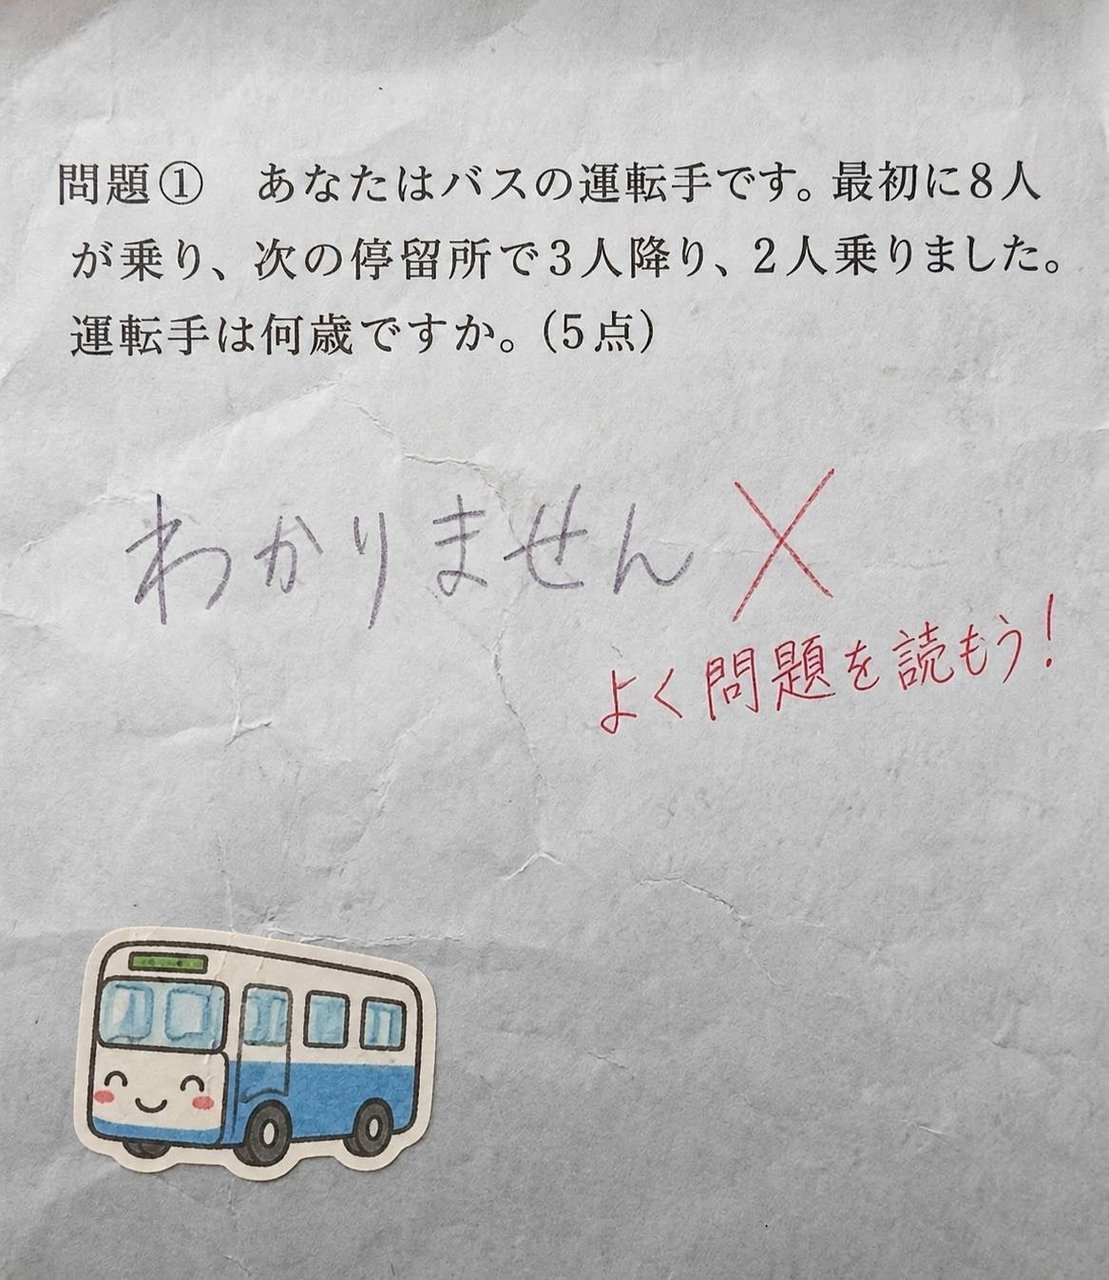 問題① あなたはバスの運転手です。最初に8人
が乗り、次の停留所で3人降り、2人乗りました。
運転手は何歳ですか。(5点)
わかりません
よく問題を読もう!